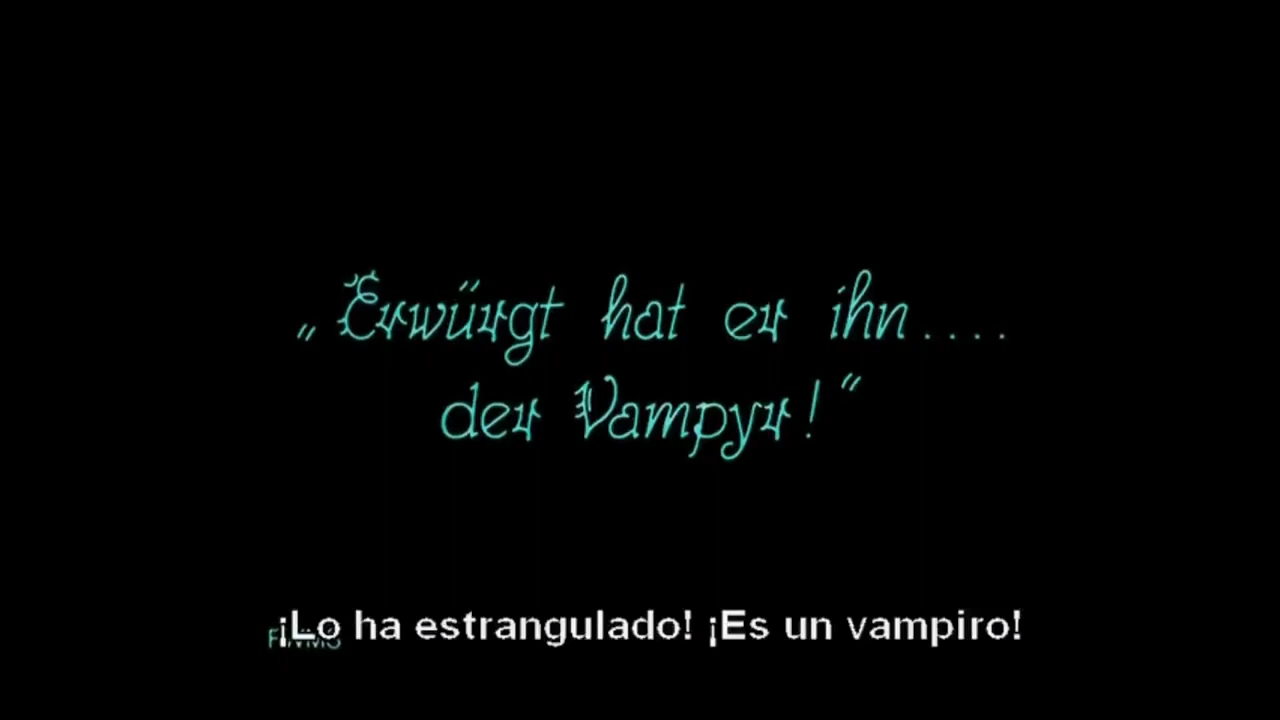 „Erwürgt hat er ihn....
der Vampyr!“
¡Lo ha estrangulado! ¡Es un vampiro!